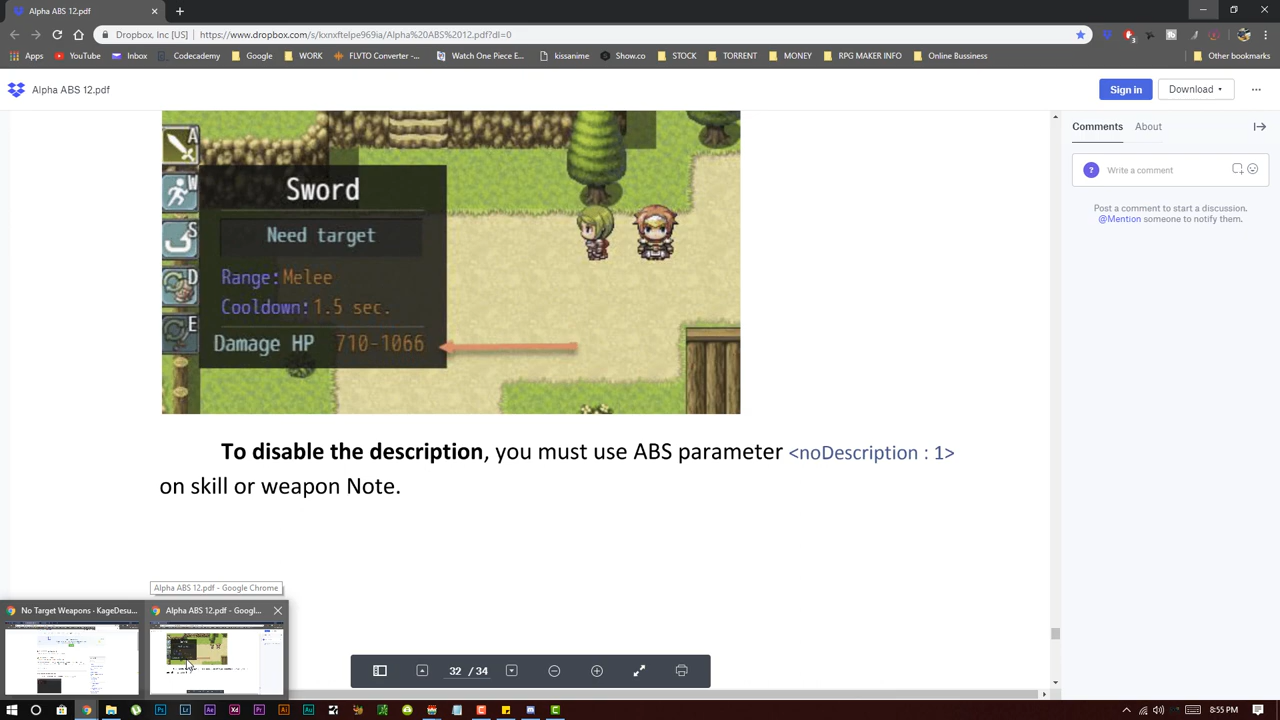 Alpha ABS 12.pdf
Dropbox, Inc [US] | https://www.dropbox.com/s/kxnxftelpe969ia/Alpha%20ABS%2012.pdf?dl=0
Apps YouTube Inbox Codecademy Google WORK FLVTO Converter -... Watch One Piece E... kissanime Show.co STOCK TORRENT MONEY RPG MAKER INFO Online Bussiness Other bookmarks
Alpha ABS 12.pdf
Sign in
Download
Comments
About
Write a comment
Post a comment to start a discussion.
@Mention someone to notify them.
A
W
S
D
E
Sword
Need target
Range:Melee
Cooldown:1.5 sec.
Damage HP 710-1066
To disable the description, you must use ABS parameter <noDescription : 1>
on skill or weapon Note.
Alpha ABS 12.pdf - Google Chrome
No Target Weapons · KageDesu...
Alpha ABS 12.pdf - Googl...
32 / 34
8:55 PM